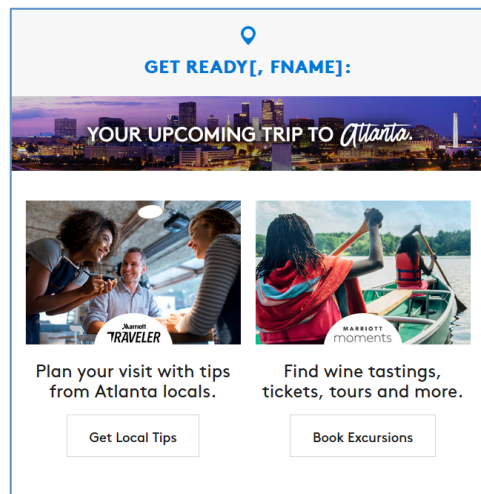 GET READY[, FNAME]:
YOUR UPCOMING TRIP TO Atlanta.
Marriott
TRAVELER
MARRIOTT
moments
Plan your visit with tips
from Atlanta locals.
Find wine tastings,
tickets, tours and more.
Get Local Tips
Book Excursions